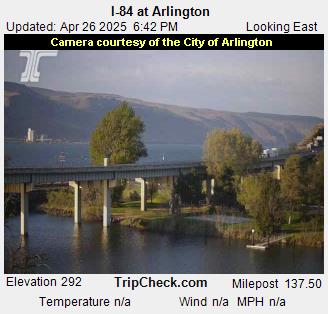 I-84 at Arlington
Updated: Apr 26 2025 6:42 PM Looking East
Camera courtesy of the City of Arlington
Elevation 292 TripCheck.com Milepost 137.50
Temperature n/a Wind n/a MPH n/a